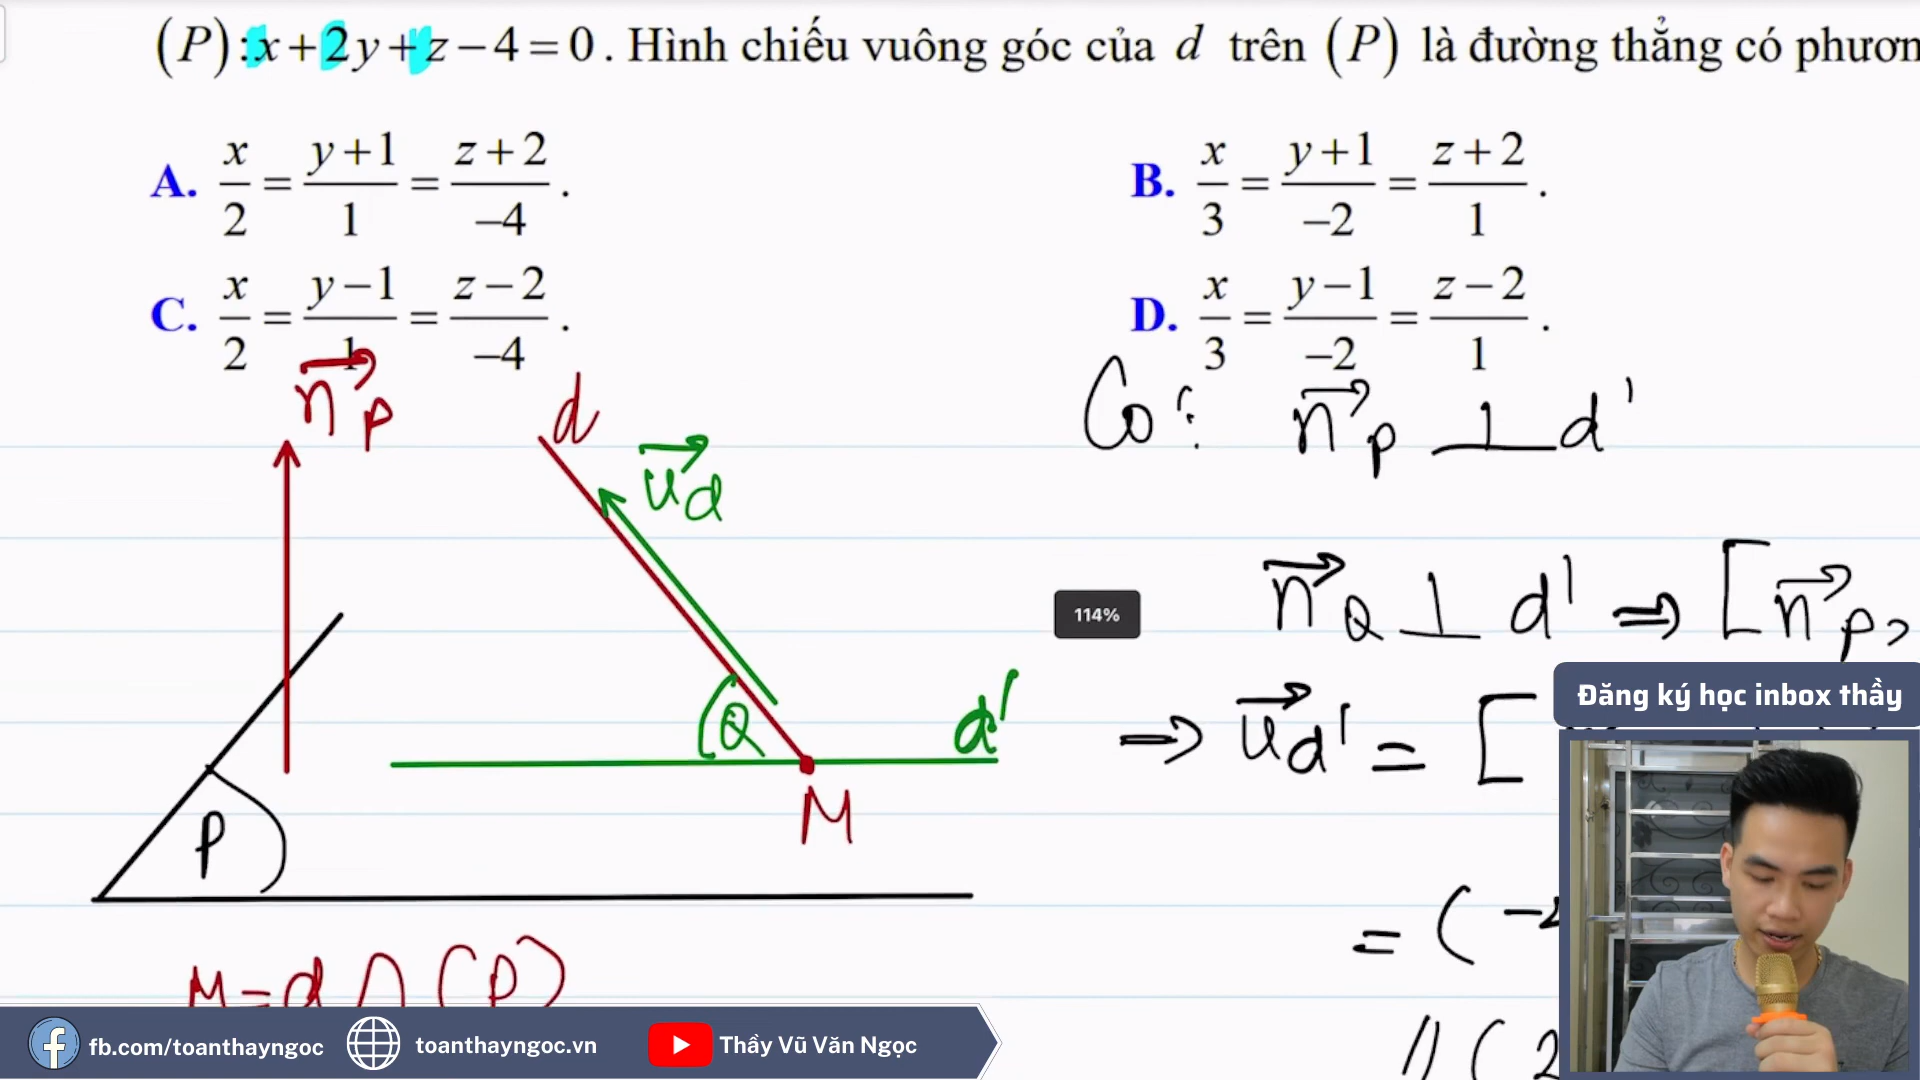 (P): x + 2y + z − 4 = 0. Hình chiếu vuông góc của d trên (P) là đường thẳng có phươn
A. x/2 = (y+1)/1 = (z+2)/−4.
B. x/3 = (y+1)/−2 = (z+2)/1.
C. x/2 = (y−1)/1 = (z−2)/−4.
D. x/3 = (y−1)/−2 = (z−2)/1.
n⃗p
d
u⃗d
Q
d'
M
P
M = d ∩ (P)
Có: n⃗p ⊥ d'
n⃗Q ⊥ d' ⇒ [n⃗p,
⇒ u⃗d' = [
= (−
// (2
114%
Đăng ký học inbox thầy
fb.com/toanthayngoc
toanthayngoc.vn
Thầy Vũ Văn Ngọc